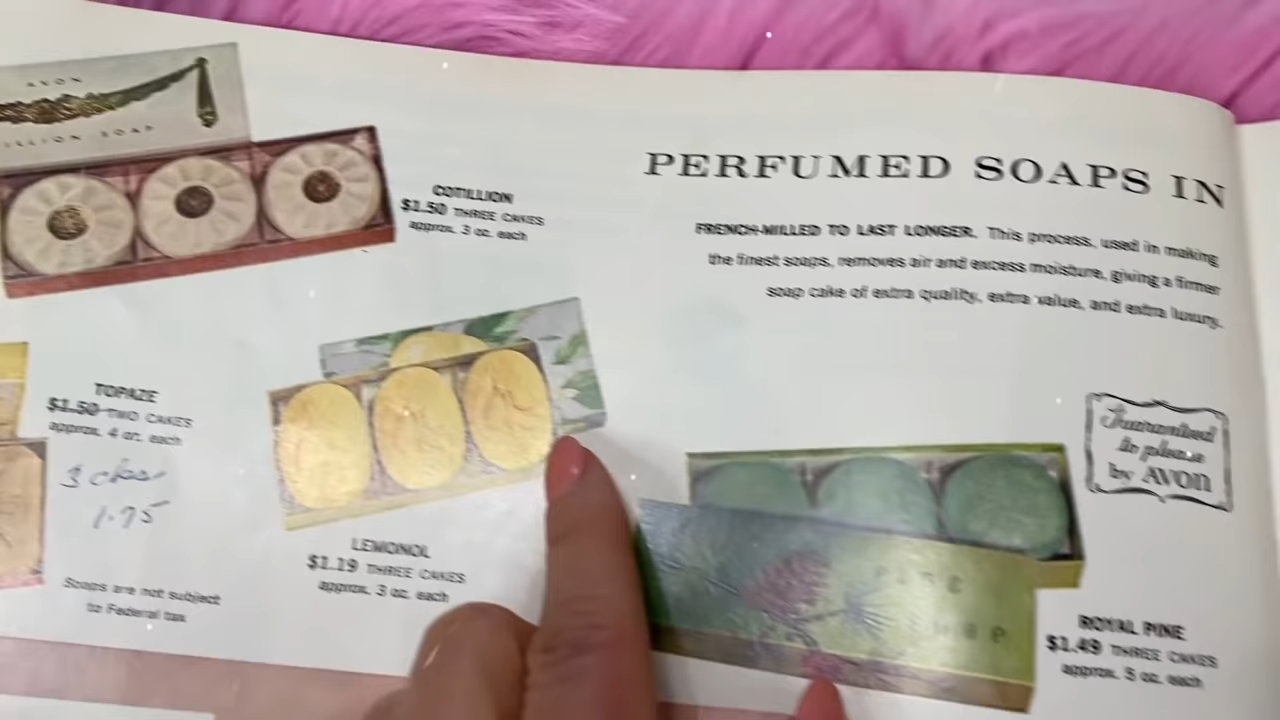 AVON
SOAP
COTILLION
$1.50 THREE CAKES
approx. 3 oz. each
PERFUMED SOAPS IN
FRENCH-MILLED TO LAST LONGER. This process, used in making
the finest soaps, removes air and excess moisture, giving a firmer
soap cake of extra quality, extra value, and extra luxury.
TOPAZE
$1.50 TWO CAKES
approx. 4 oz. each
3
1.75
Soaps are not subject
to Federal tax
LEMONOL
$1.19 THREE CAKES
approx. 3 oz. each
Guaranteed
to please
by AVON
PINE
ROYAL PINE
$1.49 THREE CAKES
approx. 5 oz. each